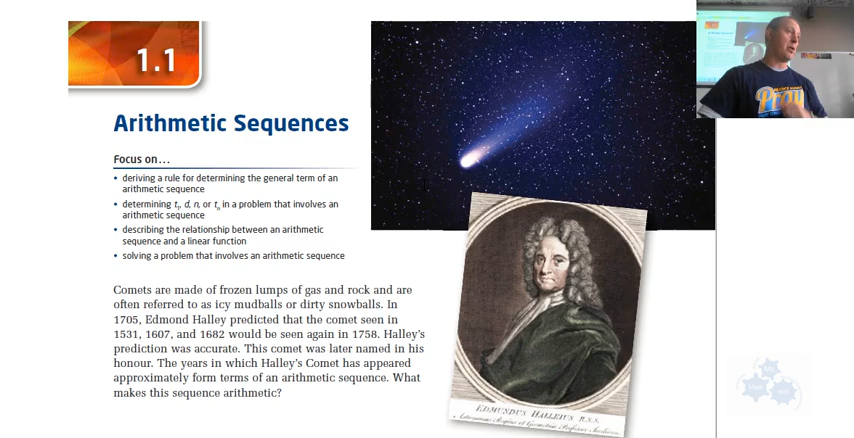 1.1
Arithmetic Sequences
Focus on...
• deriving a rule for determining the general term of an
arithmetic sequence
• determining t₁, d, n, or tₙ in a problem that involves an
arithmetic sequence
• describing the relationship between an arithmetic
sequence and a linear function
• solving a problem that involves an arithmetic sequence
Comets are made of frozen lumps of gas and rock and are
often referred to as icy mudballs or dirty snowballs. In
1705, Edmond Halley predicted that the comet seen in
1531, 1607, and 1682 would be seen again in 1758. Halley's
prediction was accurate. This comet was later named in his
honour. The years in which Halley's Comet has appeared
approximately form terms of an arithmetic sequence. What
makes this sequence arithmetic?
EDMUNDUS HALLEIUS R.S.S.
Pray